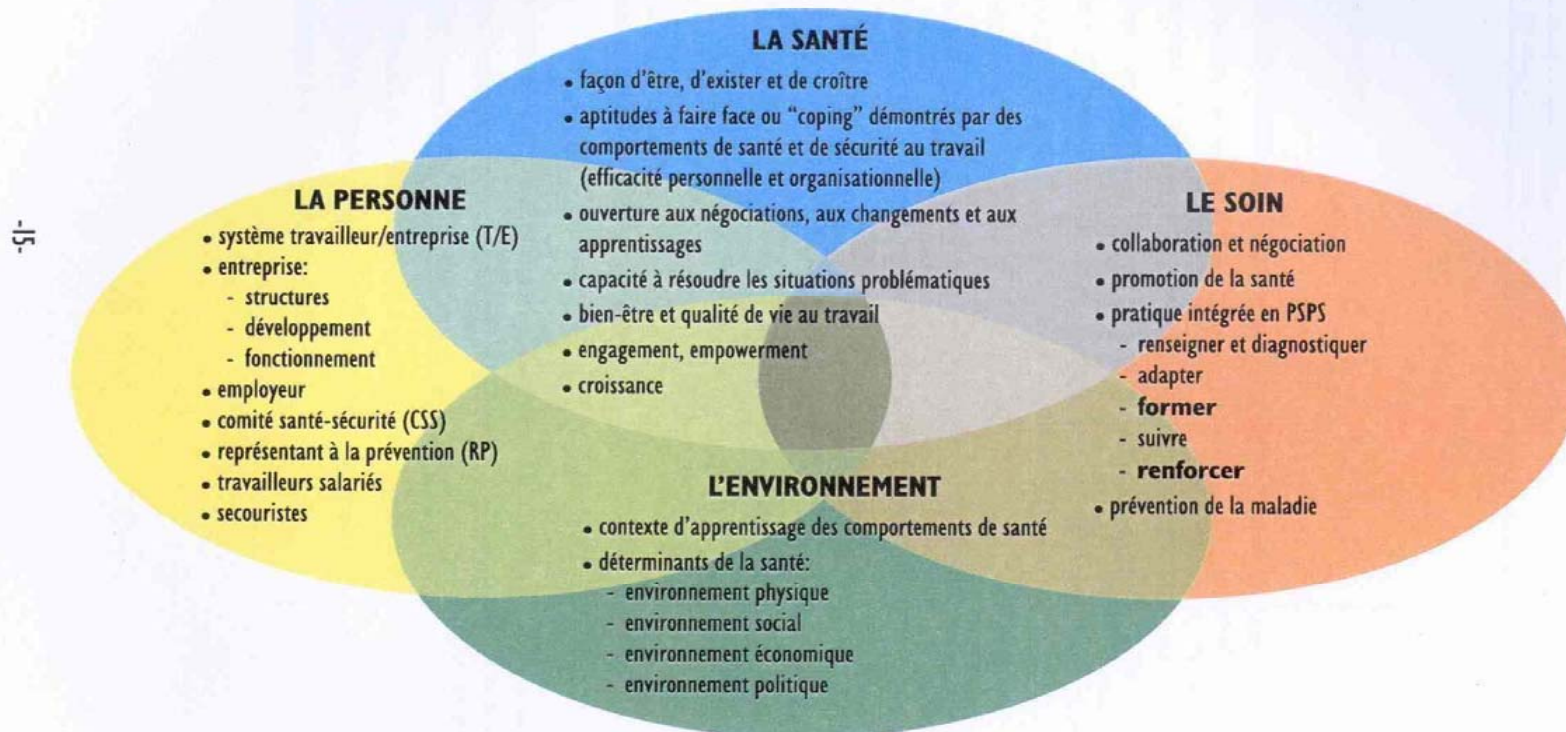 LA SANTÉ
• façon d'être, d'exister et de croître
• aptitudes à faire face ou "coping" démontrés par des
comportements de santé et de sécurité au travail
(efficacité personnelle et organisationnelle)
• ouverture aux négociations, aux changements et aux
apprentissages
• capacité à résoudre les situations problématiques
• bien-être et qualité de vie au travail
• engagement, empowerment
• croissance
LA PERSONNE
• système travailleur/entreprise (T/E)
• entreprise:
- structures
- développement
- fonctionnement
• employeur
• comité santé-sécurité (CSS)
• représentant à la prévention (RP)
• travailleurs salariés
• secouristes
LE SOIN
• collaboration et négociation
• promotion de la santé
• pratique intégrée en PSPS
- renseigner et diagnostiquer
- adapter
- former
- suivre
- renforcer
• prévention de la maladie
L'ENVIRONNEMENT
• contexte d'apprentissage des comportements de santé
• déterminants de la santé:
- environnement physique
- environnement social
- environnement économique
- environnement politique
-15-